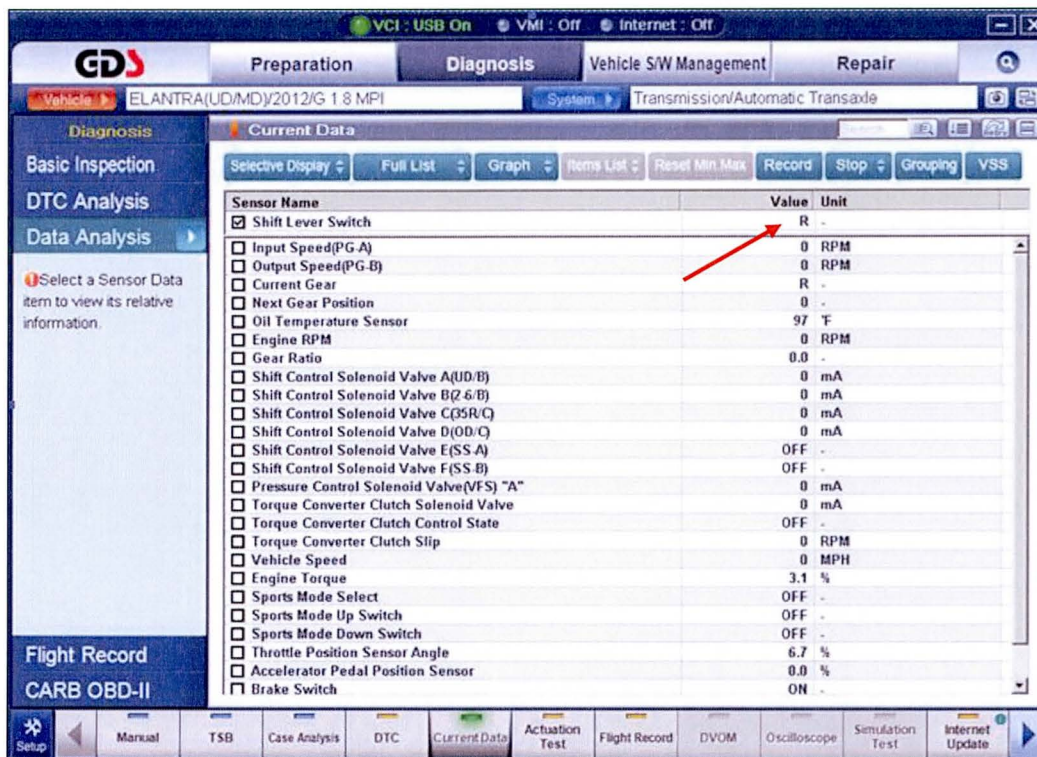 VCI : USB On VMI : Off Internet : Off
GDS Preparation Diagnosis Vehicle S/W Management Repair
Vehicle ELANTRA(UD/MD)/2012/G 1.8 MPI System Transmission/Automatic Transaxle
Diagnosis
Basic Inspection
DTC Analysis
Data Analysis
Select a Sensor Data
item to view its relative
information.
Flight Record
CARB OBD-II
Current Data Search
Selective Display Full List Graph Items List Reset Min Max Record Stop Grouping VSS
Sensor Name Value Unit
Shift Lever Switch R -
Input Speed(PG-A) 0 RPM
Output Speed(PG-B) 0 RPM
Current Gear R -
Next Gear Position 0 -
Oil Temperature Sensor 97 ℉
Engine RPM 0 RPM
Gear Ratio 0.0 -
Shift Control Solenoid Valve A(UD/B) 0 mA
Shift Control Solenoid Valve B(2-6/B) 0 mA
Shift Control Solenoid Valve C(35R/C) 0 mA
Shift Control Solenoid Valve D(OD/C) 0 mA
Shift Control Solenoid Valve E(SS-A) OFF -
Shift Control Solenoid Valve F(SS-B) OFF -
Pressure Control Solenoid Valve(VFS) "A" 0 mA
Torque Converter Clutch Solenoid Valve 0 mA
Torque Converter Clutch Control State OFF -
Torque Converter Clutch Slip 0 RPM
Vehicle Speed 0 MPH
Engine Torque 3.1 %
Sports Mode Select OFF -
Sports Mode Up Switch OFF -
Sports Mode Down Switch OFF -
Throttle Position Sensor Angle 6.7 %
Accelerator Pedal Position Sensor 0.0 %
Brake Switch ON -
Setup Manual TSB Case Analysis DTC Current Data Actuation Test Flight Record DVOM Oscilloscope Simulation Test Internet Update